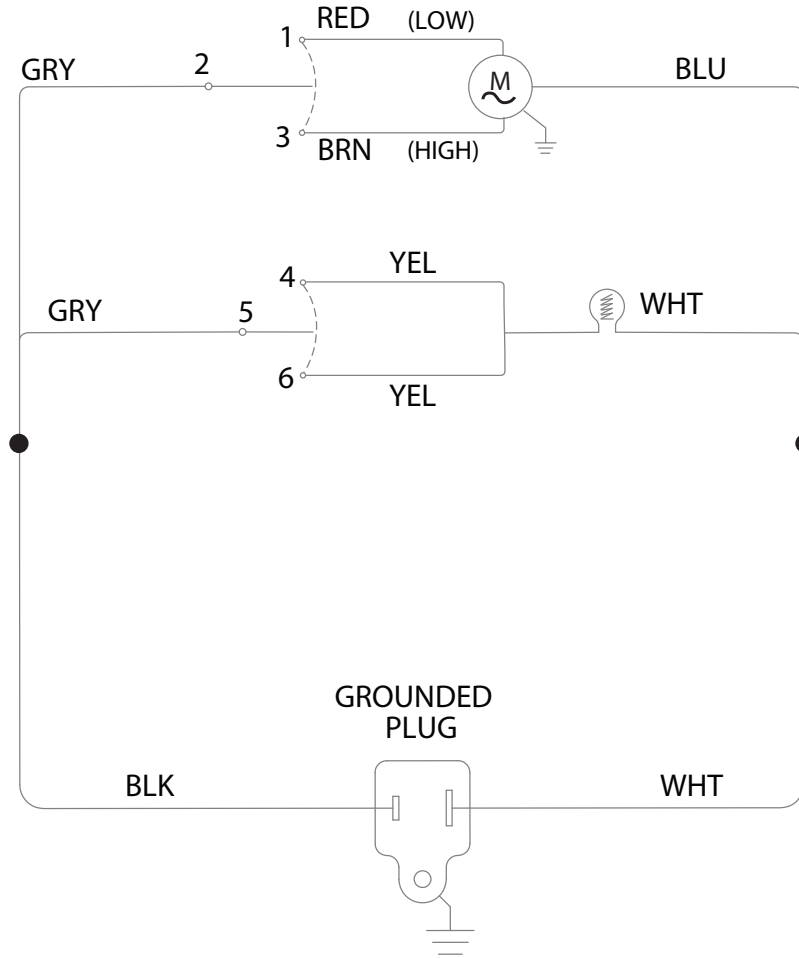 1 RED (LOW)
GRY 2 M BLU
3 BRN (HIGH)
4 YEL
GRY 5 WHT
6 YEL
GROUNDED
PLUG
BLK WHT